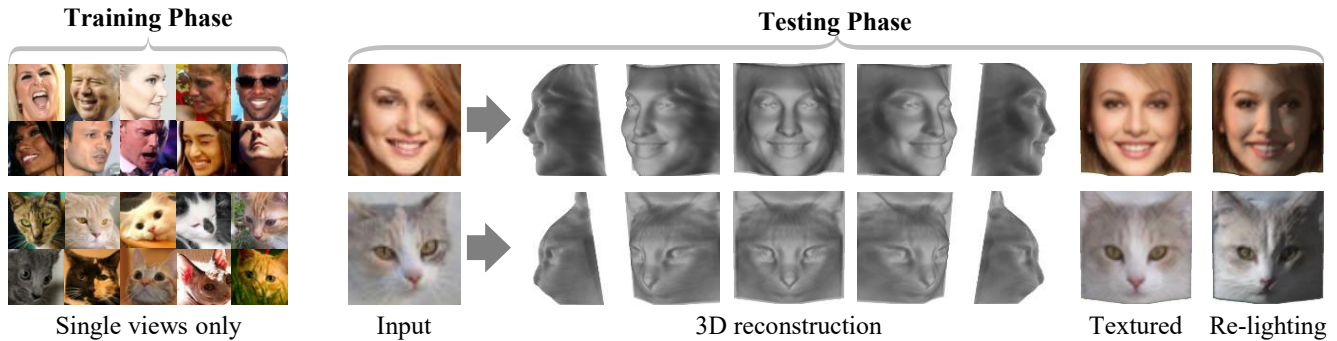 Training Phase
Testing Phase
Single views only
Input
3D reconstruction
Textured
Re-lighting